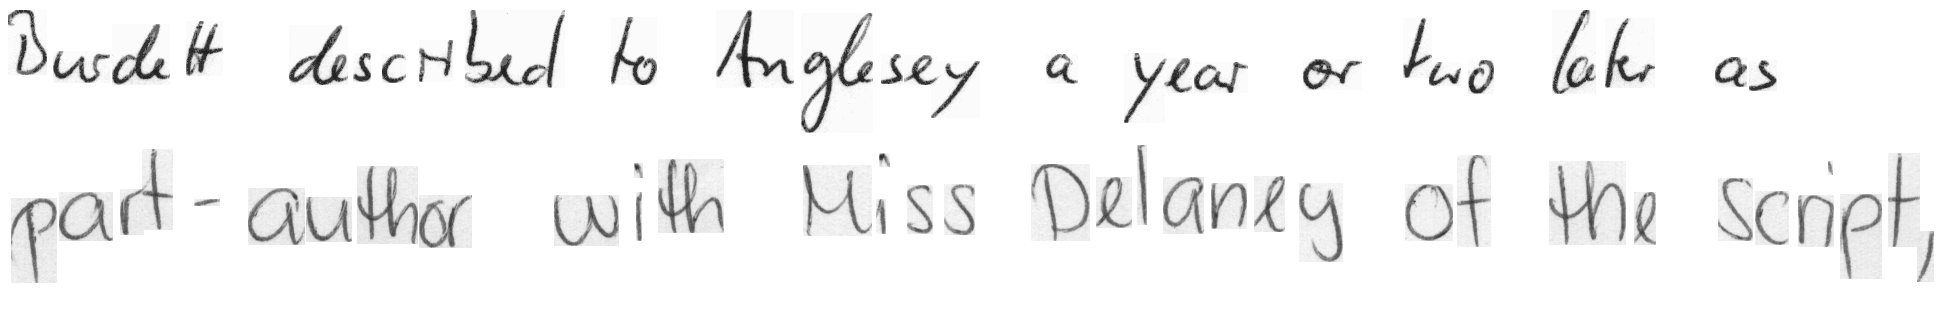 Burdett described to Anglesey a year or two later as
part-author with Miss Delaney of the script,